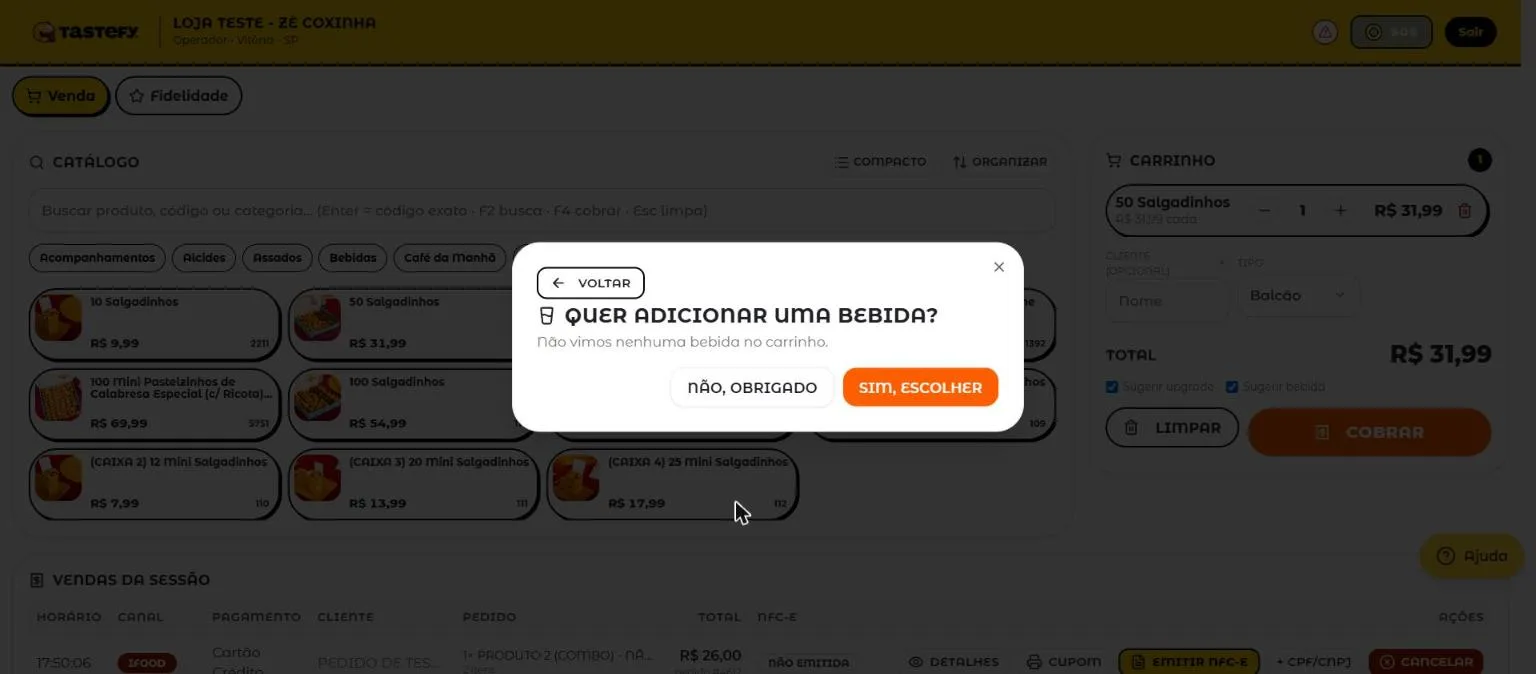 TASTEFY
LOJA TESTE - ZÉ COXINHA
Operador · Vitória · SP
Sair
Venda
Fidelidade
CATÁLOGO
COMPACTO
ORGANIZAR
Buscar produto, código ou categoria... (Enter = código exato · F2 busca · F4 cobrar · Esc limpa)
Acompanhamentos
Alcides
Assados
Bebidas
Café da Manhã
10 Salgadinhos
R$ 9,99
2211
50 Salgadinhos
R$ 31,99
1392
100 Mini Pastelzinhos de
Calabresa Especial (c/ Ricota)...
R$ 69,99
5751
100 Salgadinhos
R$ 54,99
109
(CAIXA 2) 12 Mini Salgadinhos
R$ 7,99
110
(CAIXA 3) 20 Mini Salgadinhos
R$ 13,99
111
(CAIXA 4) 25 Mini Salgadinhos
R$ 17,99
112
VOLTAR
QUER ADICIONAR UMA BEBIDA?
Não vimos nenhuma bebida no carrinho.
NÃO, OBRIGADO
SIM, ESCOLHER
CARRINHO
1
50 Salgadinhos
R$ 31,99 cada
1
R$ 31,99
CLIENTE
(OPCIONAL)
TIPO
Nome
Balcão
TOTAL
R$ 31,99
Sugerir upgrade
Sugerir bebida
LIMPAR
COBRAR
Ajuda
VENDAS DA SESSÃO
HORÁRIO CANAL PAGAMENTO CLIENTE PEDIDO TOTAL NFC-E AÇÕES
17:50:06
IFOOD
Cartão
Crédito
PEDIDO DE TES...
1× PRODUTO 2 (COMBO) · NÃ...
R$ 26,00
NÃO EMITIDA
DETALHES
CUPOM
EMITIR NFC-E
+ CPF/CNPJ
CANCELAR